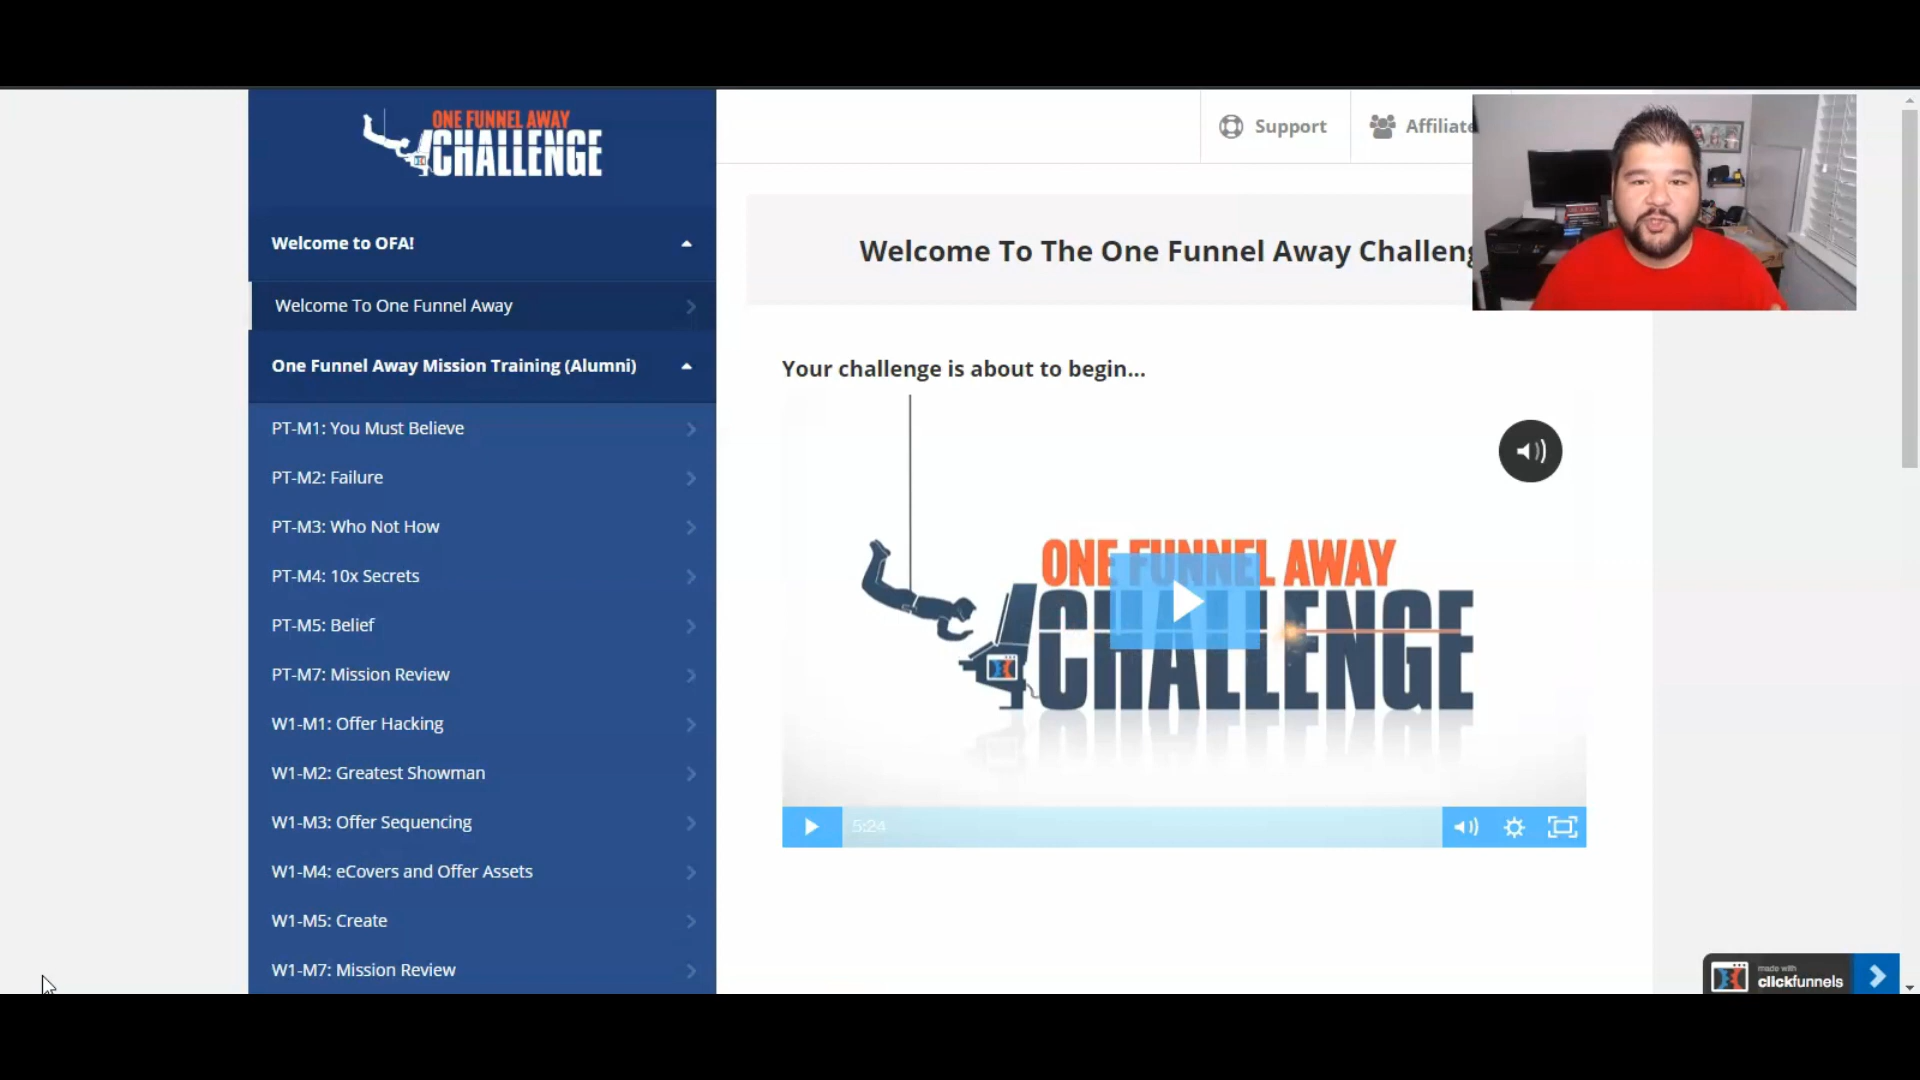 ONE FUNNEL AWAY
CHALLENGE
Welcome to OFA!
Welcome To One Funnel Away
One Funnel Away Mission Training (Alumni)
PT-M1: You Must Believe
PT-M2: Failure
PT-M3: Who Not How
PT-M4: 10x Secrets
PT-M5: Belief
PT-M7: Mission Review
W1-M1: Offer Hacking
W1-M2: Greatest Showman
W1-M3: Offer Sequencing
W1-M4: eCovers and Offer Assets
W1-M5: Create
W1-M7: Mission Review
Support
Affiliate
Welcome To The One Funnel Away Challeng
Your challenge is about to begin...
ONE FUNNEL AWAY
CHALLENGE
5:24
made with
clickfunnels